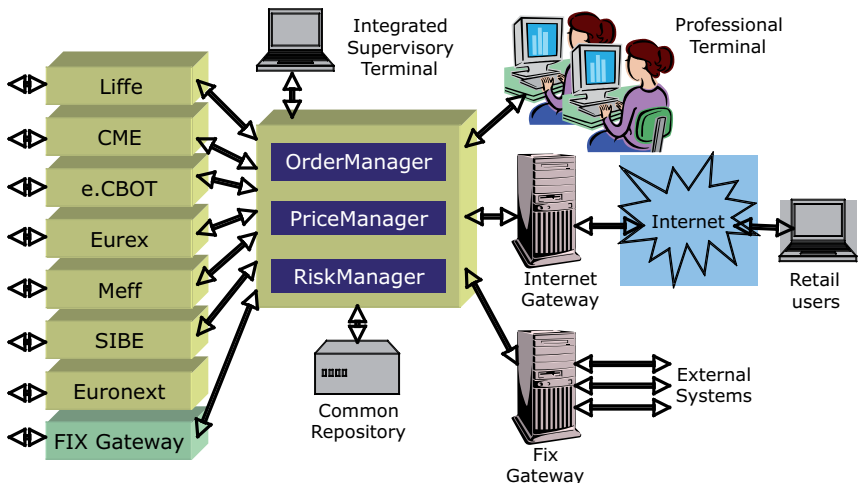 Integrated
Supervisory
Terminal
Professional
Terminal
Liffe
CME
e.CBOT
Eurex
Meff
SIBE
Euronext
FIX Gateway
OrderManager
PriceManager
RiskManager
Common
Repository
Internet
Gateway
Internet
Retail
users
Fix
Gateway
External
Systems